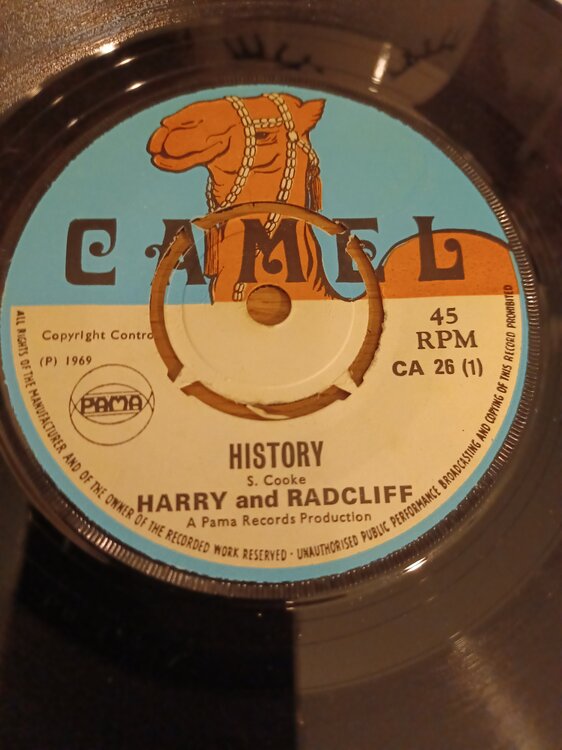 CAMEL
Copyright Contro
(P) 1969
PAMA
45
RPM
CA 26 (1)
HISTORY
S. Cooke
HARRY and RADCLIFF
A Pama Records Production
ALL RIGHTS OF THE MANUFACTURER AND OF THE OWNER OF THE RECORDED WORK RESERVED · UNAUTHORISED PUBLIC PERFORMANCE BROADCASTING AND COPYING OF THIS RECORD PROHIBITED